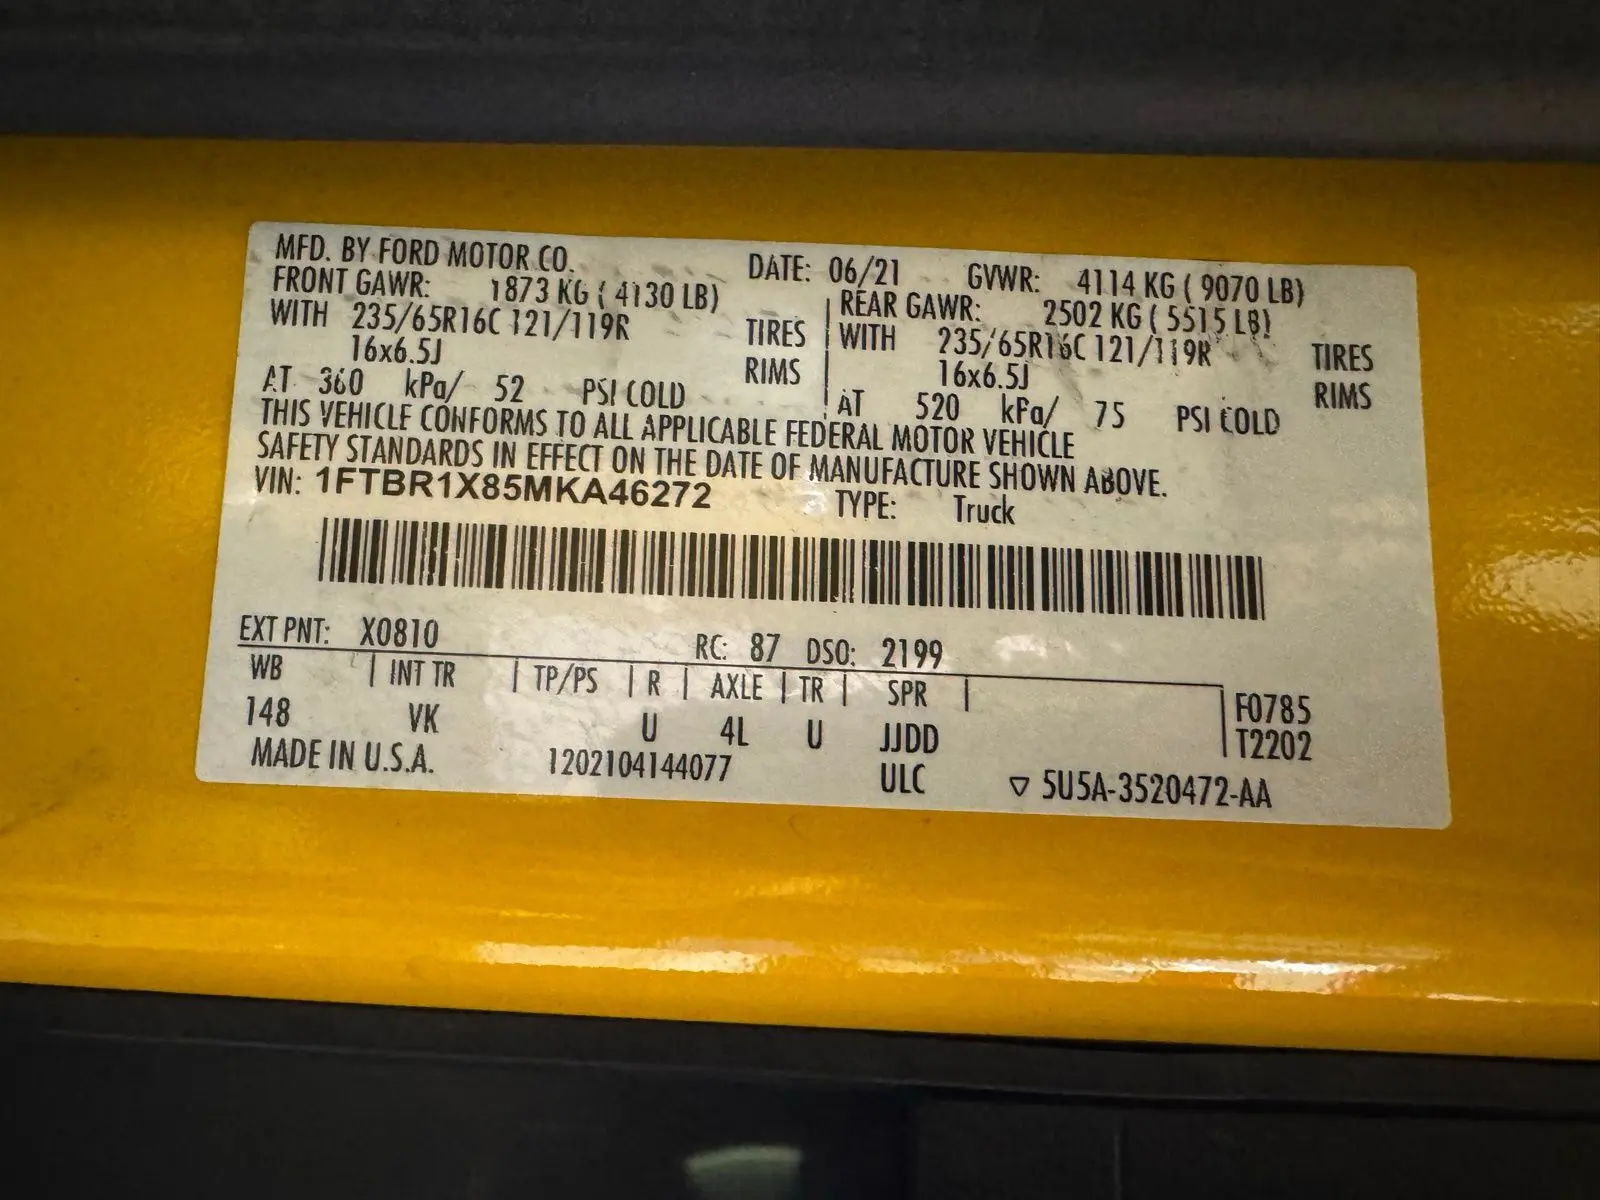 MFD. BY FORD MOTOR CO. DATE: 06/21 GVWR: 4114 KG ( 9070 LB)
FRONT GAWR: 1873 KG ( 4130 LB) REAR GAWR: 2502 KG ( 5515 LB)
WITH 235/65R16C 121/119R TIRES WITH 235/65R16C 121/119R TIRES
16x6.5J RIMS 16x6.5J RIMS
AT 360 kPa/ 52 PSI COLD AT 520 kPa/ 75 PSI COLD
THIS VEHICLE CONFORMS TO ALL APPLICABLE FEDERAL MOTOR VEHICLE
SAFETY STANDARDS IN EFFECT ON THE DATE OF MANUFACTURE SHOWN ABOVE.
VIN: 1FTBR1X85MKA46272 TYPE: Truck
EXT PNT: X0810 RC: 87 DSO: 2199
WB | INT TR | TP/PS | R | AXLE | TR | SPR | F0785
148 VK U 4L U JJDD T2202
MADE IN U.S.A. 1202104144077 ULC ▽ 5U5A-3520472-AA